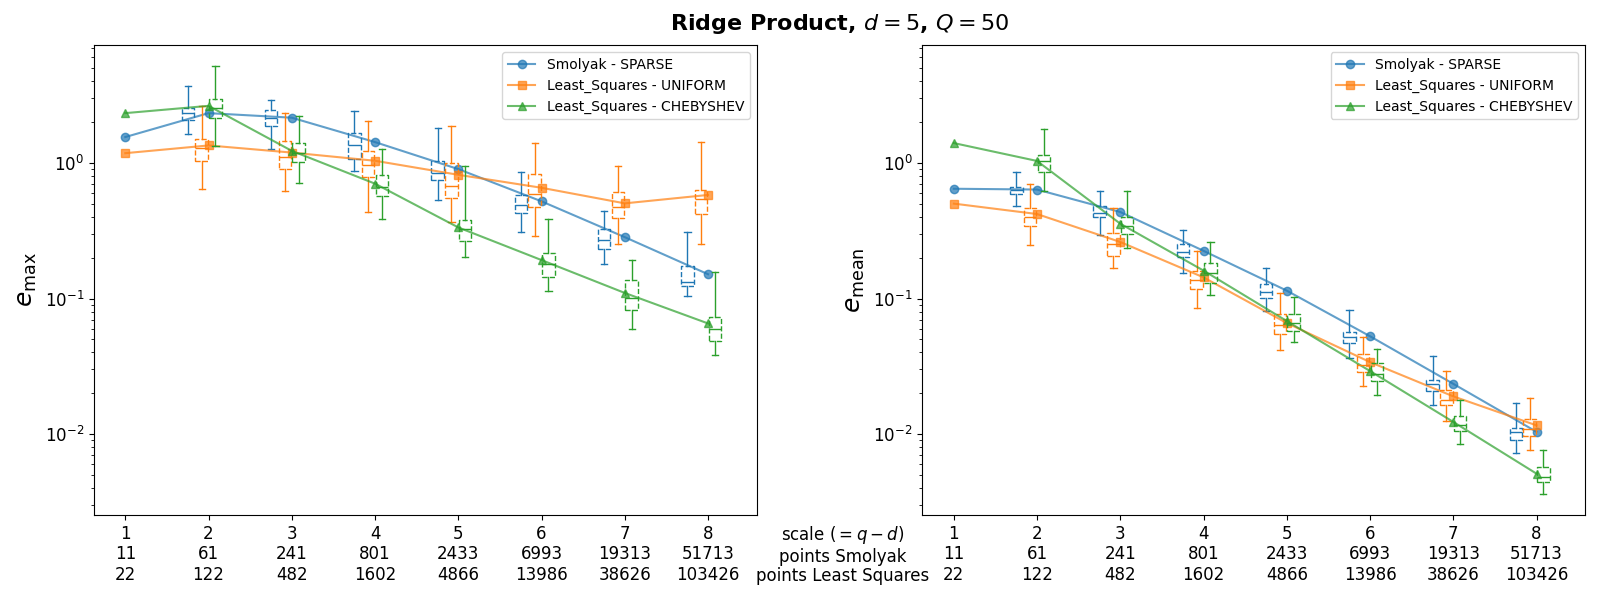 Ridge Product, d = 5, Q = 50
Smolyak - SPARSE
Least_Squares - UNIFORM
Least_Squares - CHEBYSHEV
e_max
10^0
10^-1
10^-2
1 2 3 4 5 6 7 8
11 61 241 801 2433 6993 19313 51713
22 122 482 1602 4866 13986 38626 103426
scale (= q − d)
points Smolyak
points Least Squares
Smolyak - SPARSE
Least_Squares - UNIFORM
Least_Squares - CHEBYSHEV
e_mean
10^0
10^-1
10^-2
1 2 3 4 5 6 7 8
11 61 241 801 2433 6993 19313 51713
22 122 482 1602 4866 13986 38626 103426